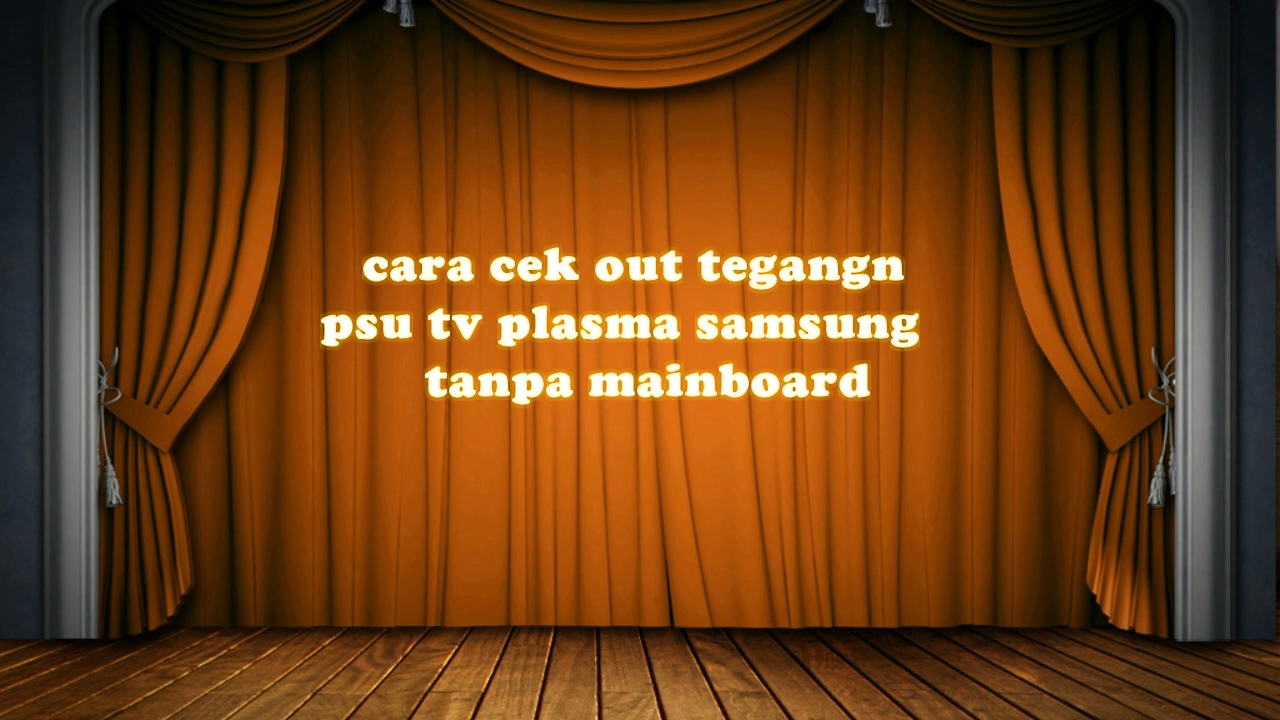 cara cek out tegangn
psu tv plasma samsung
tanpa mainboard